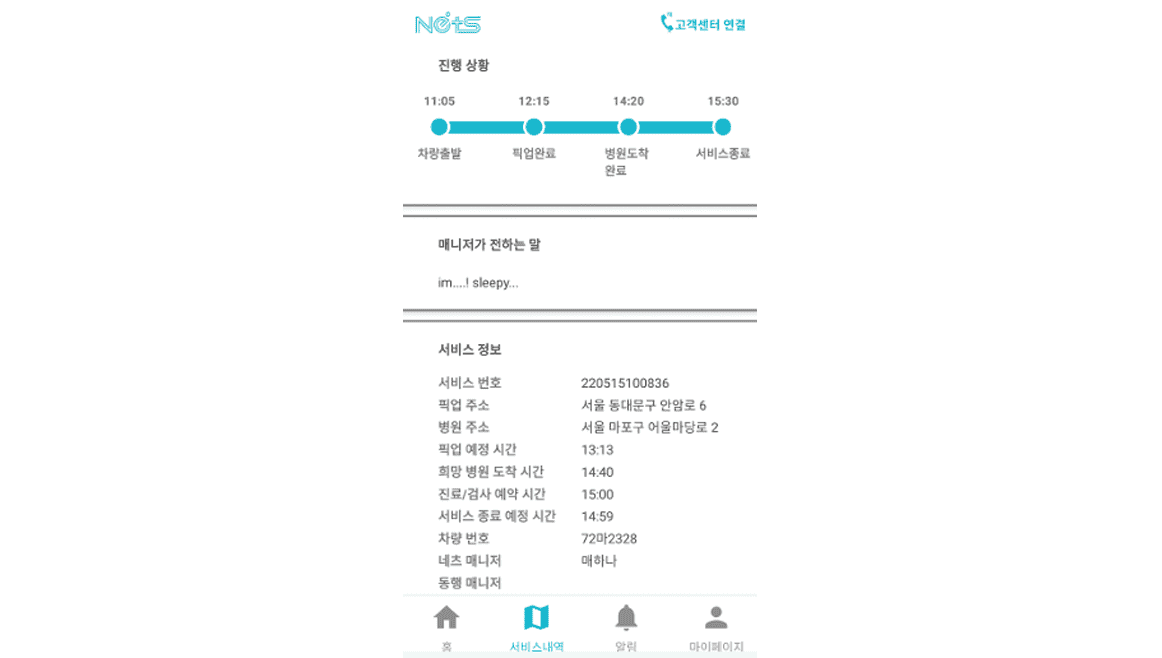 Nets
고객센터 연결
진행 상황
11:05 12:15 14:20 15:30
차량출발 픽업완료 병원도착 서비스종료
완료
매니저가 전하는 말
im....! sleepy...
서비스 정보
서비스 번호 220515100836
픽업 주소 서울 동대문구 안암로 6
병원 주소 서울 마포구 어울마당로 2
픽업 예정 시간 13:13
희망 병원 도착 시간 14:40
진료/검사 예약 시간 15:00
서비스 종료 예정 시간 14:59
차량 번호 72마2328
네츠 매니저 매하나
동행 매니저
홈 서비스내역 알림 마이페이지